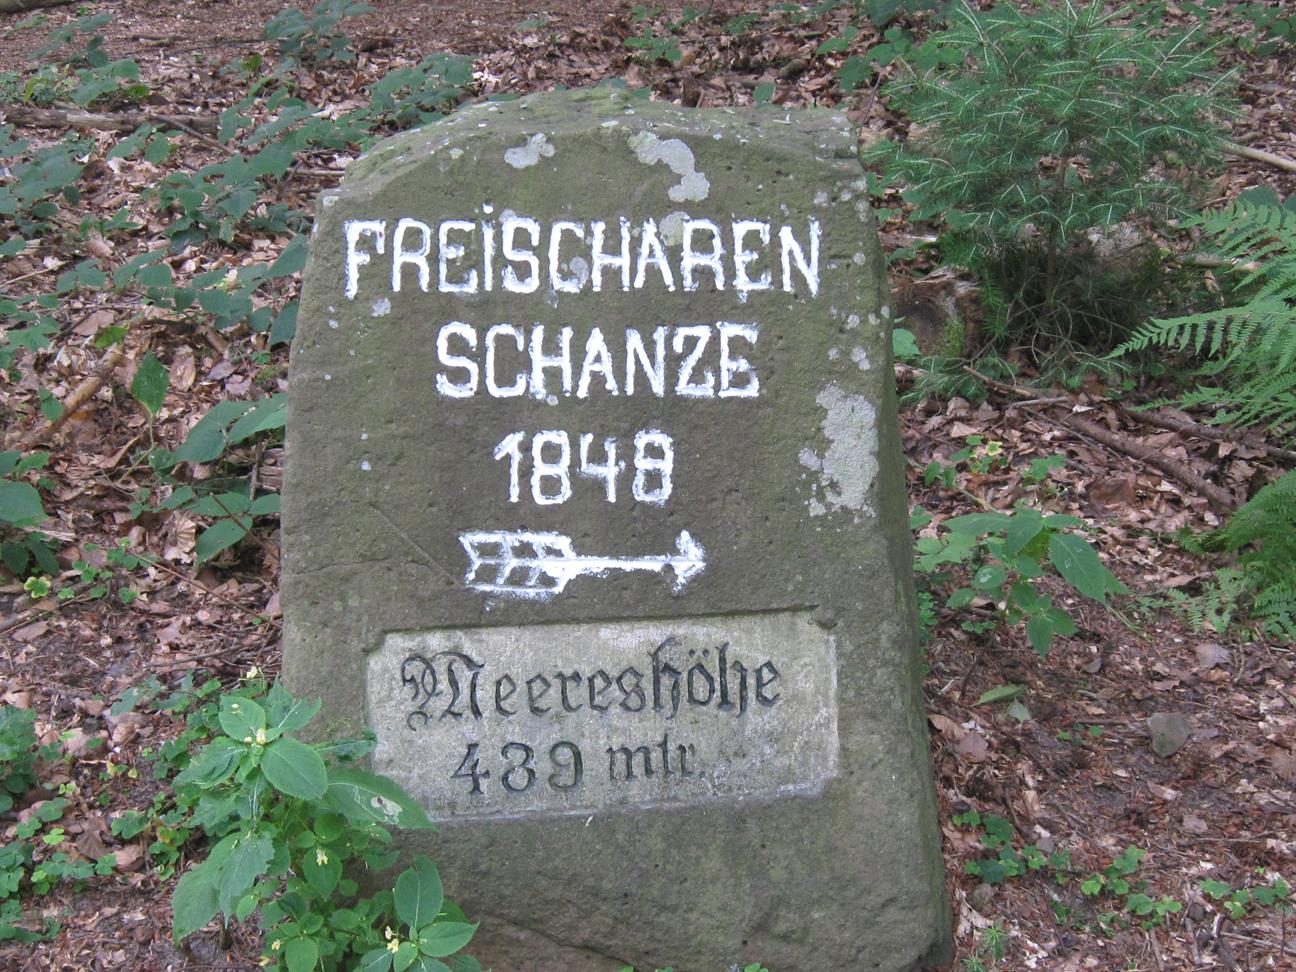 FREISCHAREN
SCHANZE
1848
Meereshöhe
439 mtr.